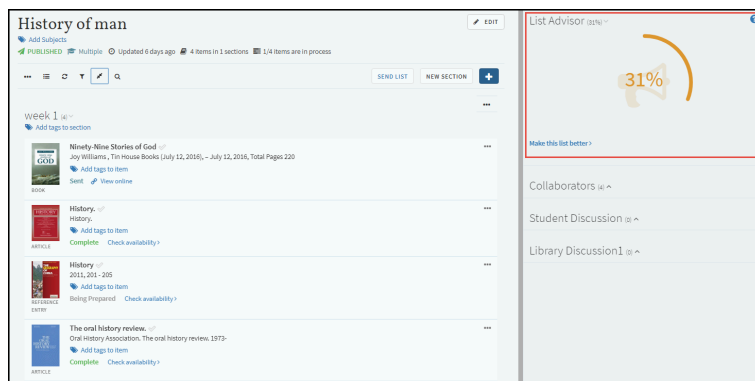 History of man
EDIT
Add Subjects
PUBLISHED Multiple Updated 6 days ago 4 items in 1 sections 1/4 items are in process
SEND LIST NEW SECTION +
week 1 (4)
Add tags to section
Ninety-Nine Stories of God
Joy Williams , Tin House Books (July 12, 2016), – July 12, 2016, Total Pages 220
Add tags to item
Sent View online
BOOK
GOD
History.
History.
Add tags to item
Complete Check availability >
ARTICLE
History
2011, 201 - 205
Add tags to item
Being Prepared Check availability >
REFERENCE
ENTRY
The oral history review.
Oral History Association. The oral history review. 1973-
Add tags to item
Complete Check availability >
ARTICLE
List Advisor (31%)
31%
Make this list better >
Collaborators (4)
Student Discussion (0)
Library Discussion1 (0)